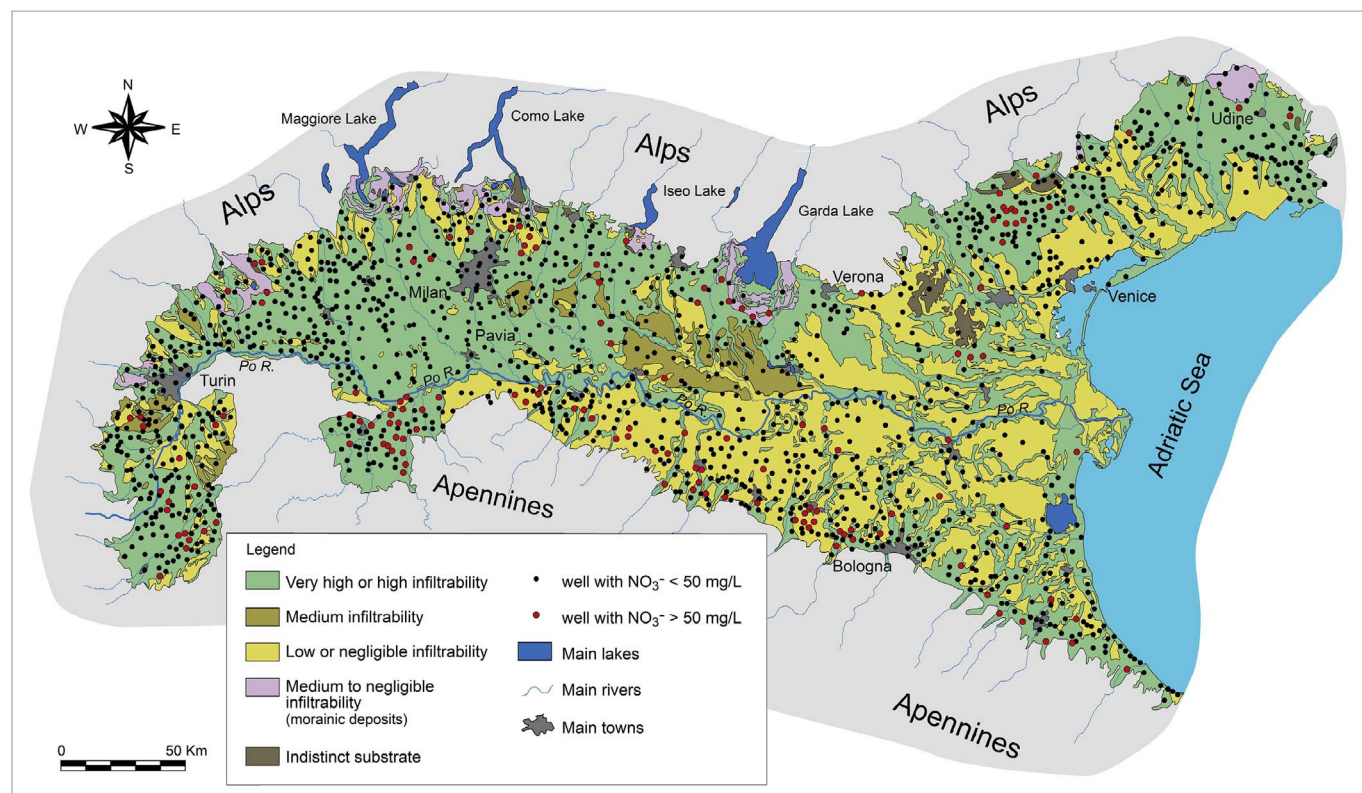 N
W E
S
Maggiore Lake
Como Lake
Alps
Alps
Alps
Iseo Lake
Garda Lake
Udine
Verona
Venice
Milan
Pavia
Turin
Po R.
Po R.
Po R.
Po R.
Adriatic Sea
Apennines
Bologna
Apennines
Legend
Very high or high infiltrability
Medium infiltrability
Low or negligible infiltrability
Medium to negligible
infiltrability
(morainic deposits)
Indistinct substrate
well with NO₃⁻ < 50 mg/L
well with NO₃⁻ > 50 mg/L
Main lakes
Main rivers
Main towns
0 50 Km